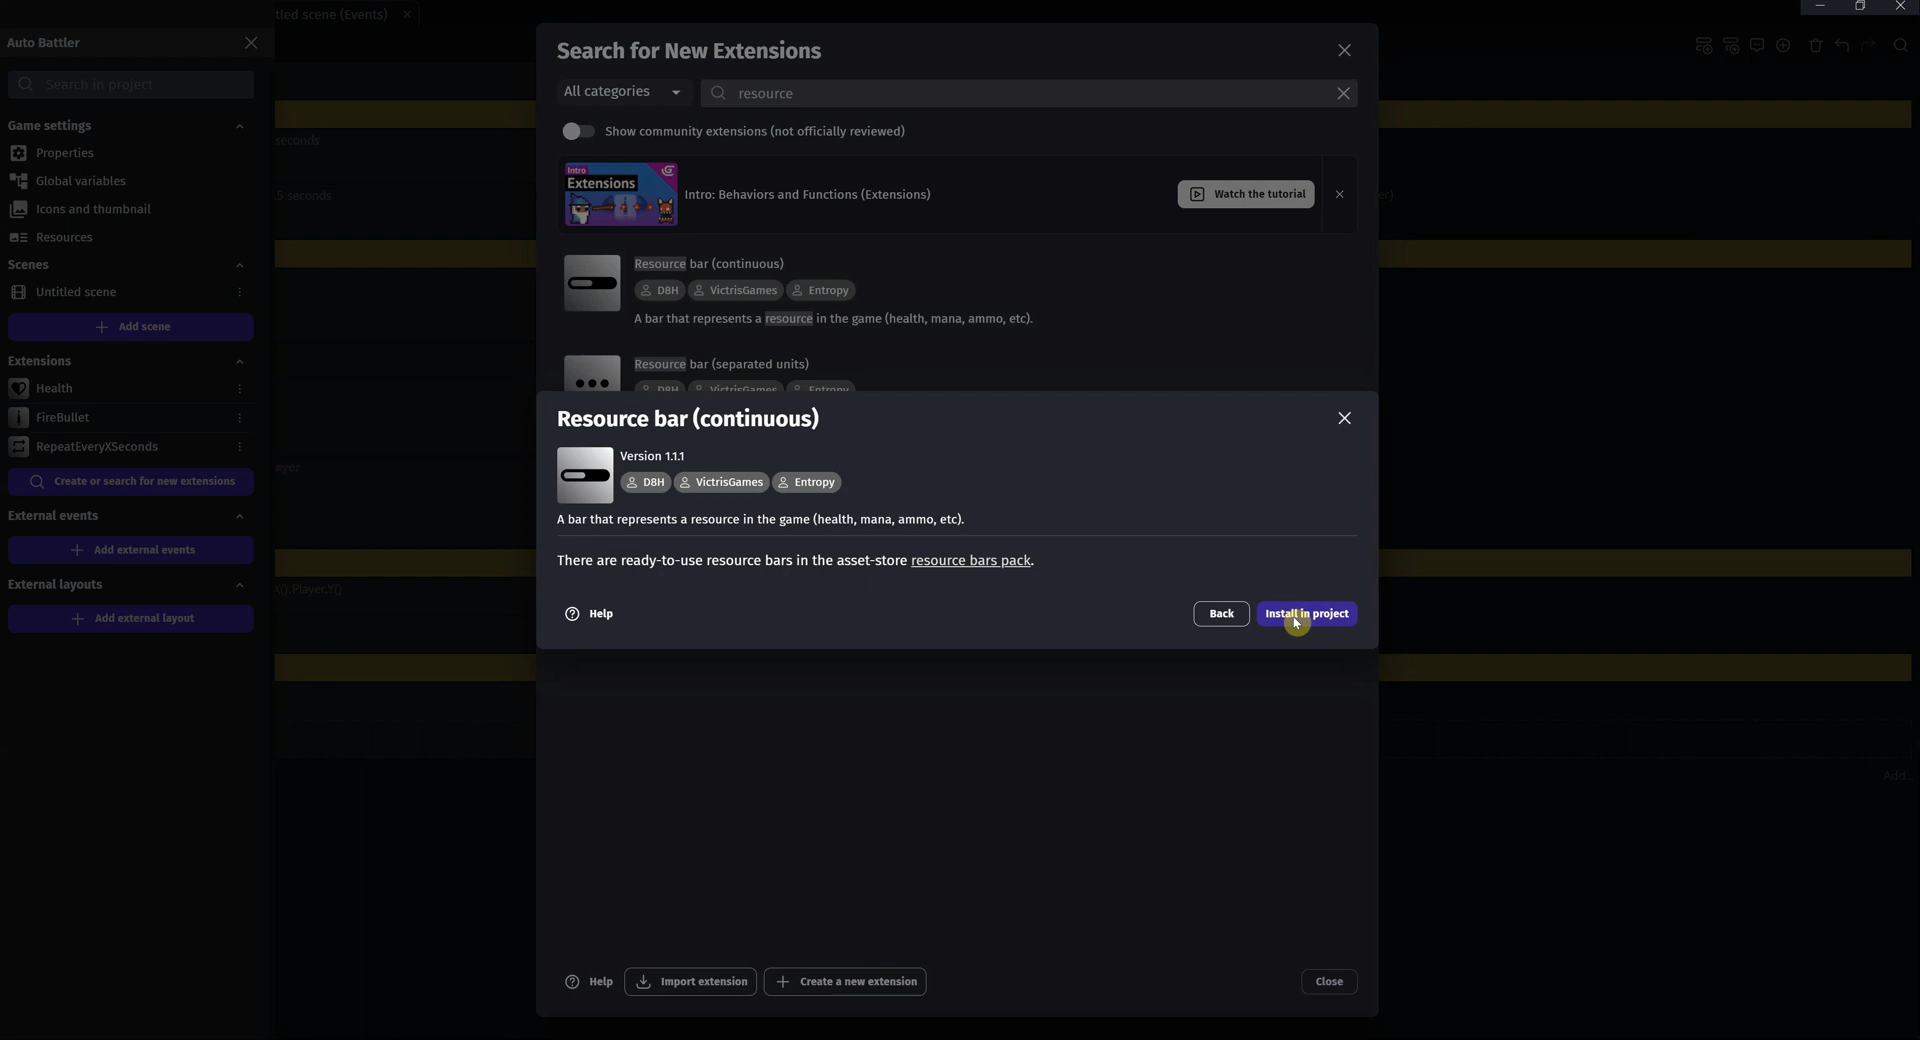 tled scene (Events)
Auto Battler
Search in project
Game settings
Properties
Global variables
Icons and thumbnail
Resources
Scenes
Untitled scene
Add scene
Extensions
Health
FireBullet
RepeatEveryXSeconds
Create or search for new extensions
External events
Add external events
External layouts
Add external layout
seconds
.5 seconds
ayer
X();Player.Y()
Search for New Extensions
All categories
resource
Show community extensions (not officially reviewed)
Intro
Extensions
Intro: Behaviors and Functions (Extensions)
Watch the tutorial
Resource bar (continuous)
D8H VictrisGames Entropy
A bar that represents a resource in the game (health, mana, ammo, etc).
Resource bar (separated units)
D8H VictrisGames Entropy
Resource bar (continuous)
Version 1.1.1
D8H VictrisGames Entropy
A bar that represents a resource in the game (health, mana, ammo, etc).
There are ready-to-use resource bars in the asset-store resource bars pack.
Help
Back
Install in project
Help
Import extension
Create a new extension
Close
er)
Add...